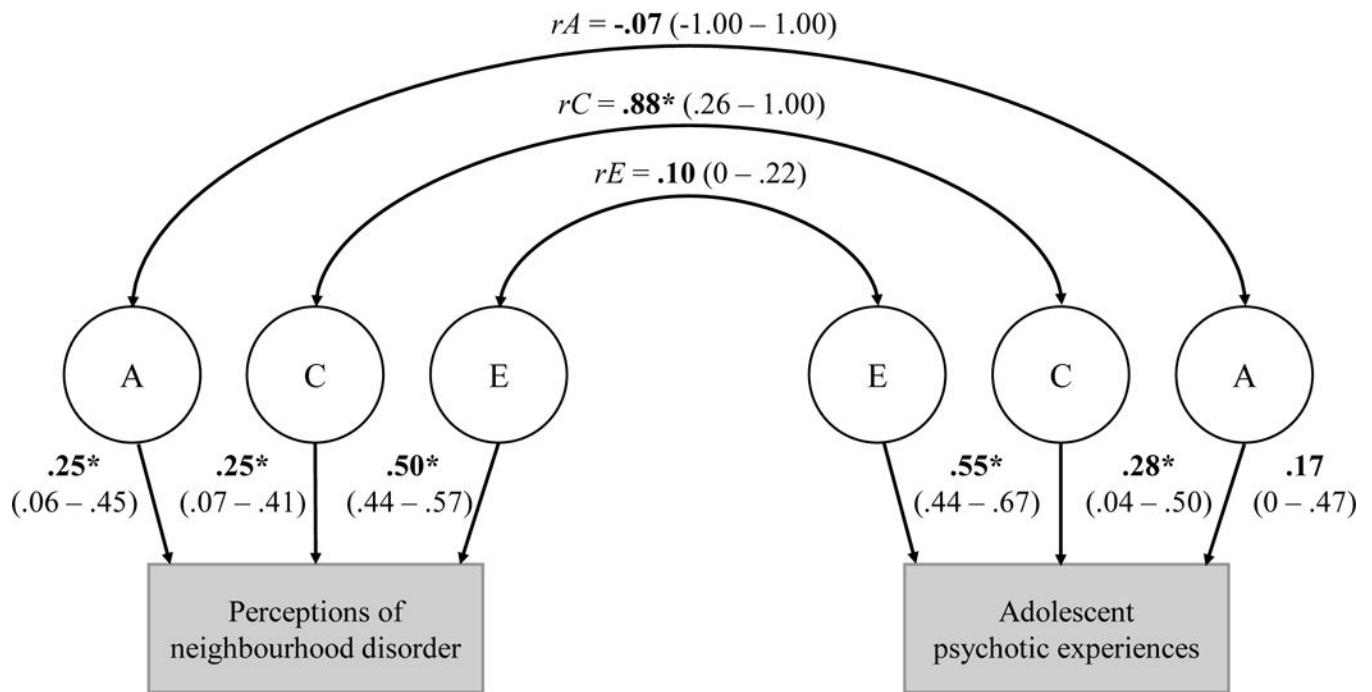 rA = -.07 (-1.00 – 1.00)
rC = .88* (.26 – 1.00)
rE = .10 (0 – .22)
A
C
E
E
C
A
.25*
(.06 – .45)
.25*
(.07 – .41)
.50*
(.44 – .57)
.55*
(.44 – .67)
.28*
(.04 – .50)
.17
(0 – .47)
Perceptions of
neighbourhood disorder
Adolescent
psychotic experiences